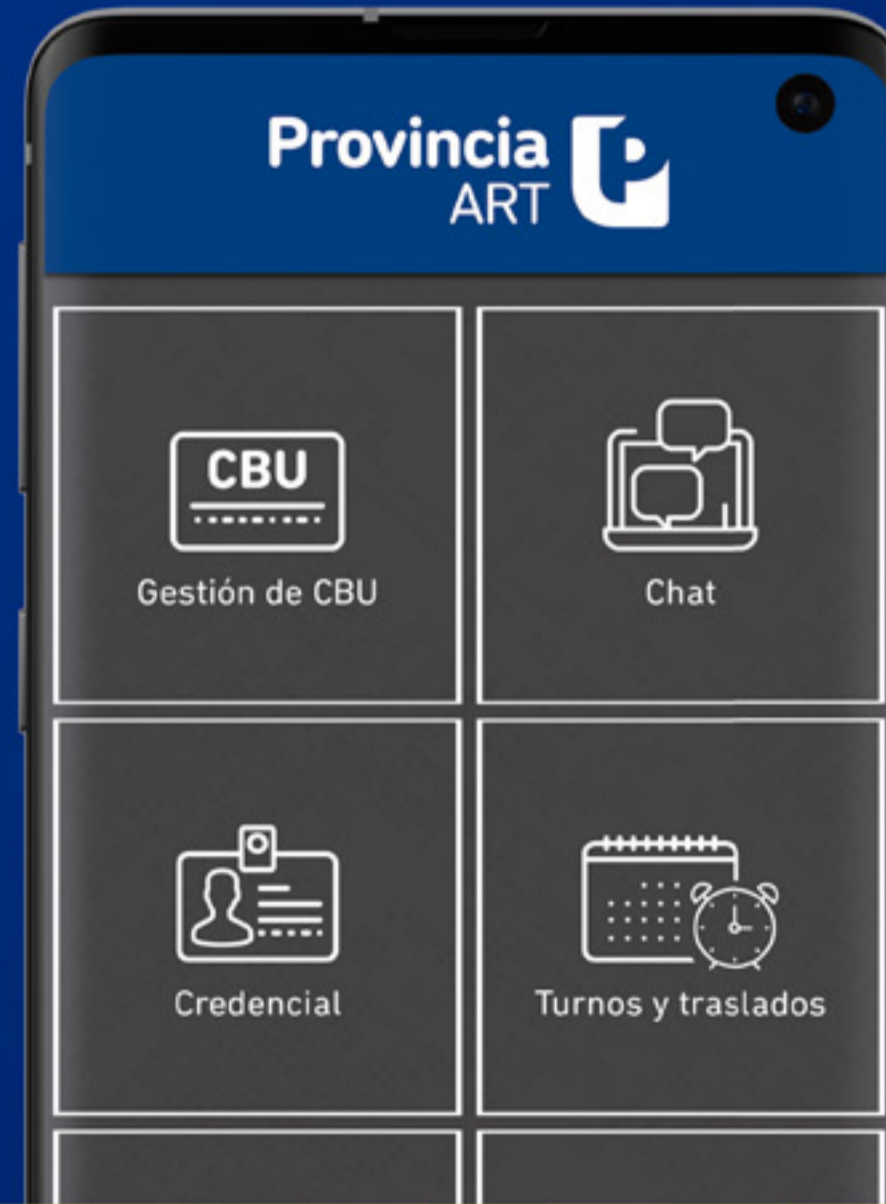 Provincia
ART
CBU
Gestión de CBU
Chat
Credencial
Turnos y traslados